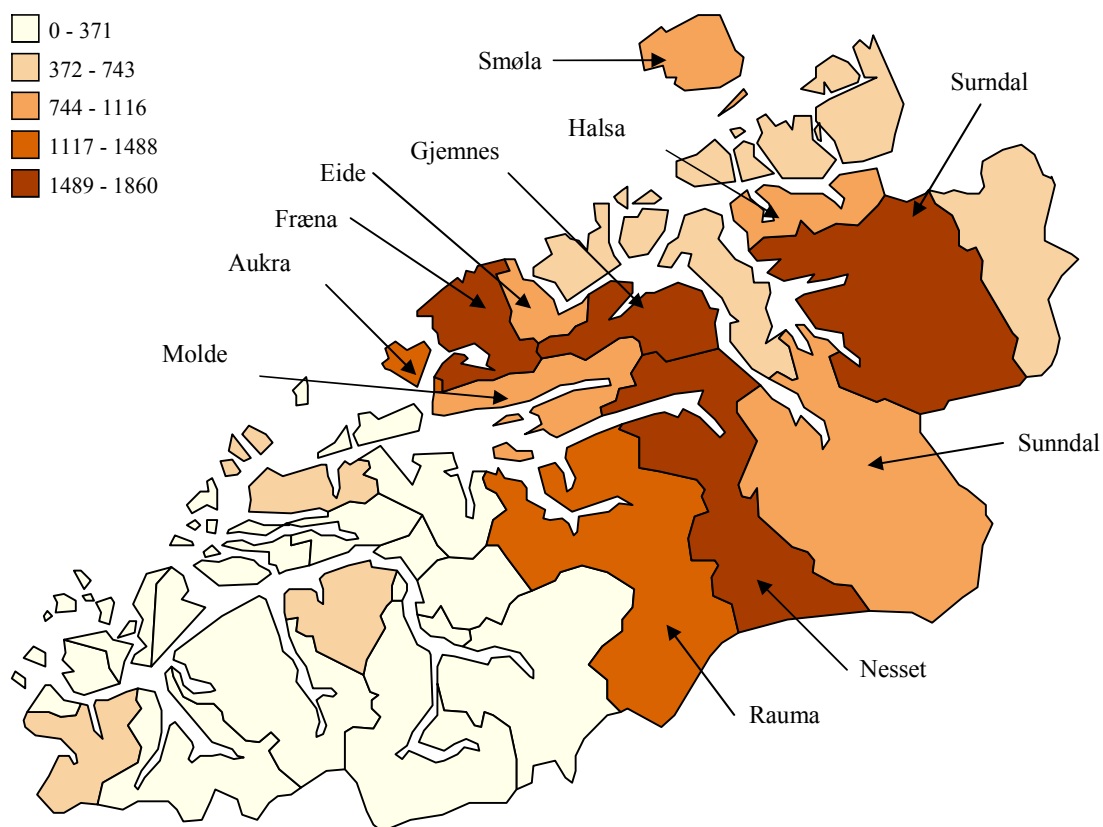 0 - 371
372 - 743
744 - 1116
1117 - 1488
1489 - 1860
Smøla
Surndal
Halsa
Gjemnes
Eide
Fræna
Aukra
Molde
Sunndal
Nesset
Rauma